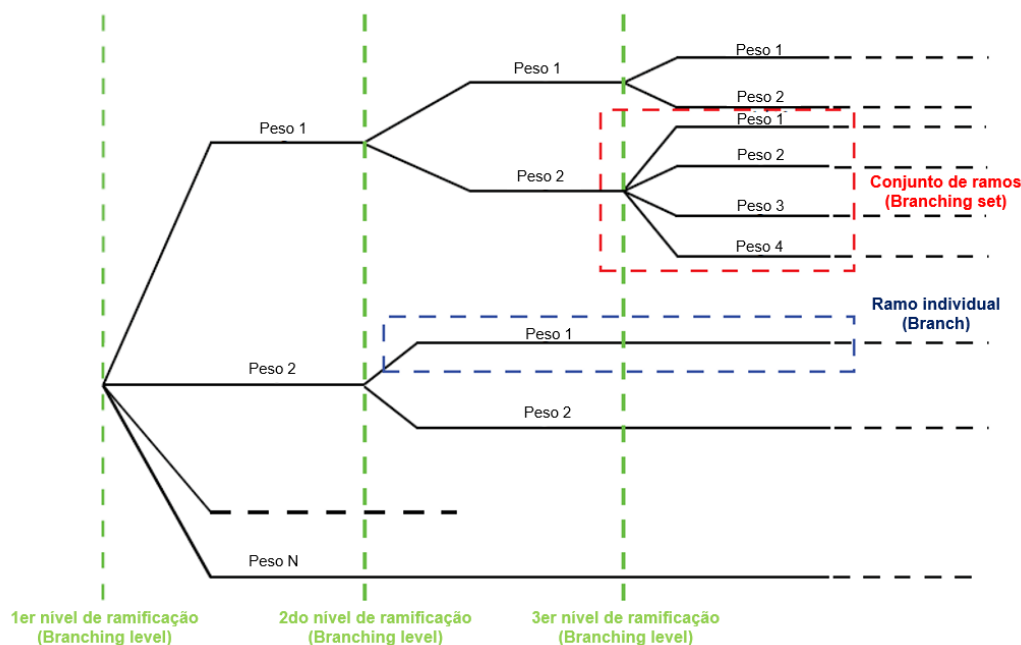 Peso 1
Peso 1
Peso 2
Peso 1
Peso 1
Peso 2
Conjunto de ramos
(Branching set)
Peso 2
Peso 3
Peso 4
Ramo individual
(Branch)
Peso 1
Peso 2
Peso 2
Peso N
1er nível de ramificação
(Branching level)
2do nível de ramificação
(Branching level)
3er nível de ramificação
(Branching level)